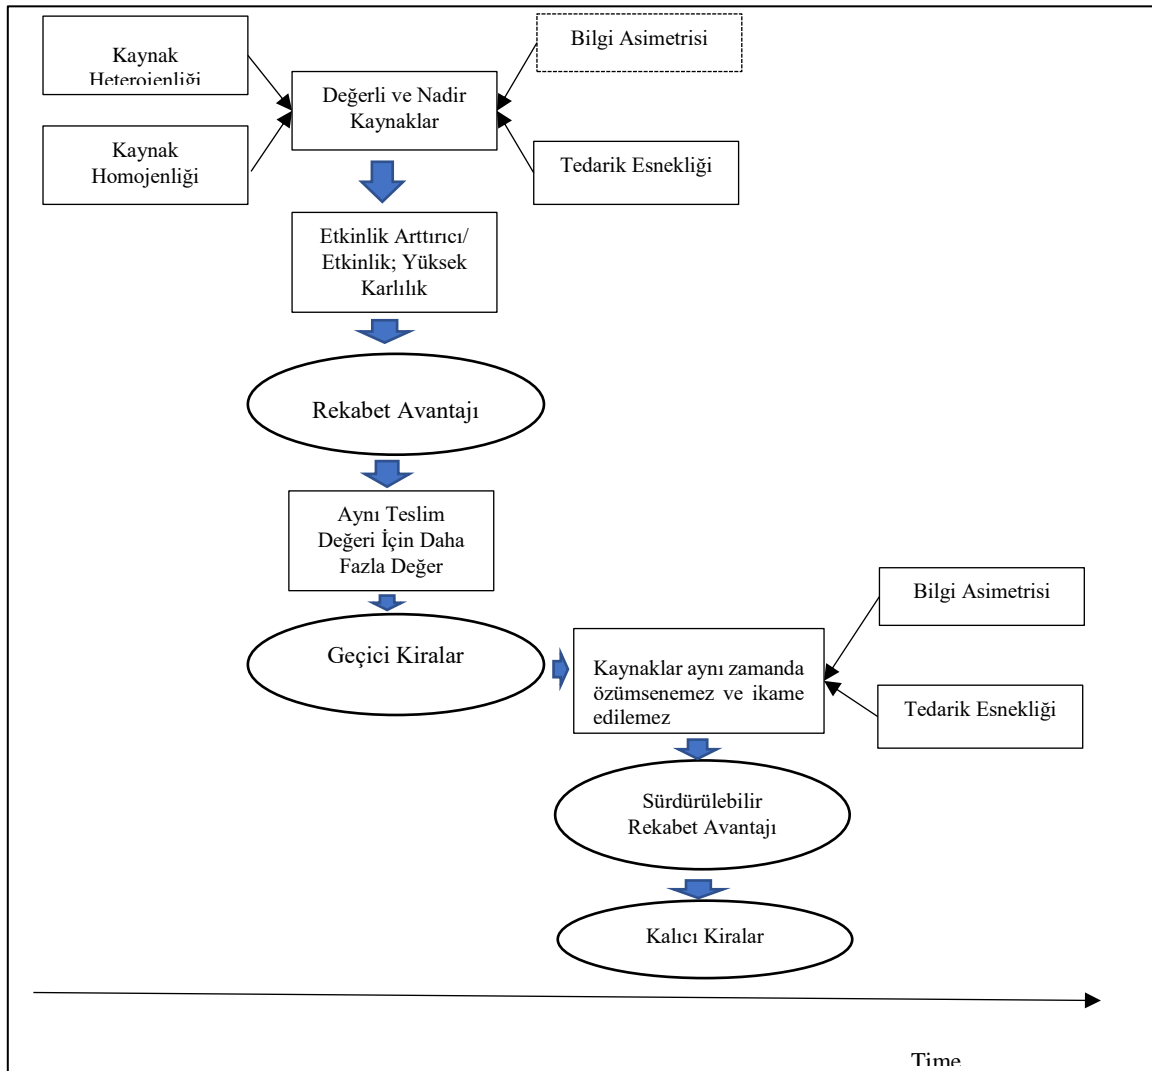 Kaynak
Heterojenliği
Bilgi Asimetrisi
Değerli ve Nadir
Kaynaklar
Kaynak
Homojenliği
Tedarik Esnekliği
Etkinlik Arttırıcı/
Etkinlik; Yüksek
Karlılık
Rekabet Avantajı
Aynı Teslim
Değeri İçin Daha
Fazla Değer
Geçici Kiralar
Bilgi Asimetrisi
Kaynaklar aynı zamanda
özümsenemez ve ikame
edilemez
Tedarik Esnekliği
Sürdürülebilir
Rekabet Avantajı
Kalıcı Kiralar
Time